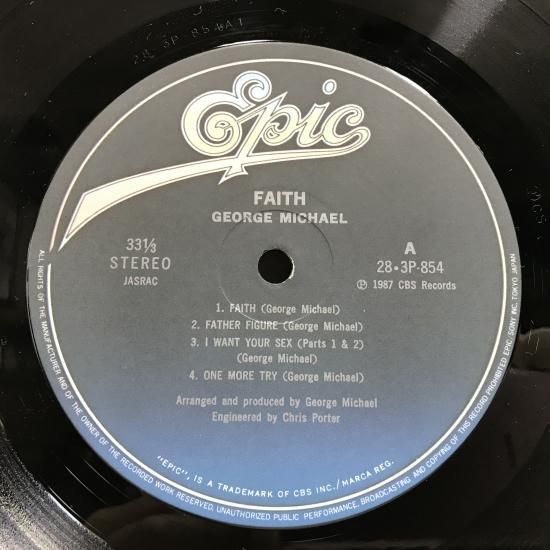 28 3P 854A1
Epic
FAITH
GEORGE MICHAEL
33⅓
STEREO
JASRAC
A
28•3P-854
Ⓟ 1987 CBS Records
1. FAITH (George Michael)
2. FATHER FIGURE (George Michael)
3. I WANT YOUR SEX (Parts 1 & 2)
(George Michael)
4. ONE MORE TRY (George Michael)
Arranged and produced by George Michael
Engineered by Chris Porter
"EPIC", IS A TRADEMARK OF CBS INC./MARCA REG.
ALL RIGHTS OF THE MANUFACTURER AND OF THE OWNER OF THE RECORDED WORK RESERVED. UNAUTHORIZED PUBLIC PERFORMANCE, BROADCASTING AND COPYING OF THIS RECORD PROHIBITED EPIC/SONY INC. TOKYO JAPAN